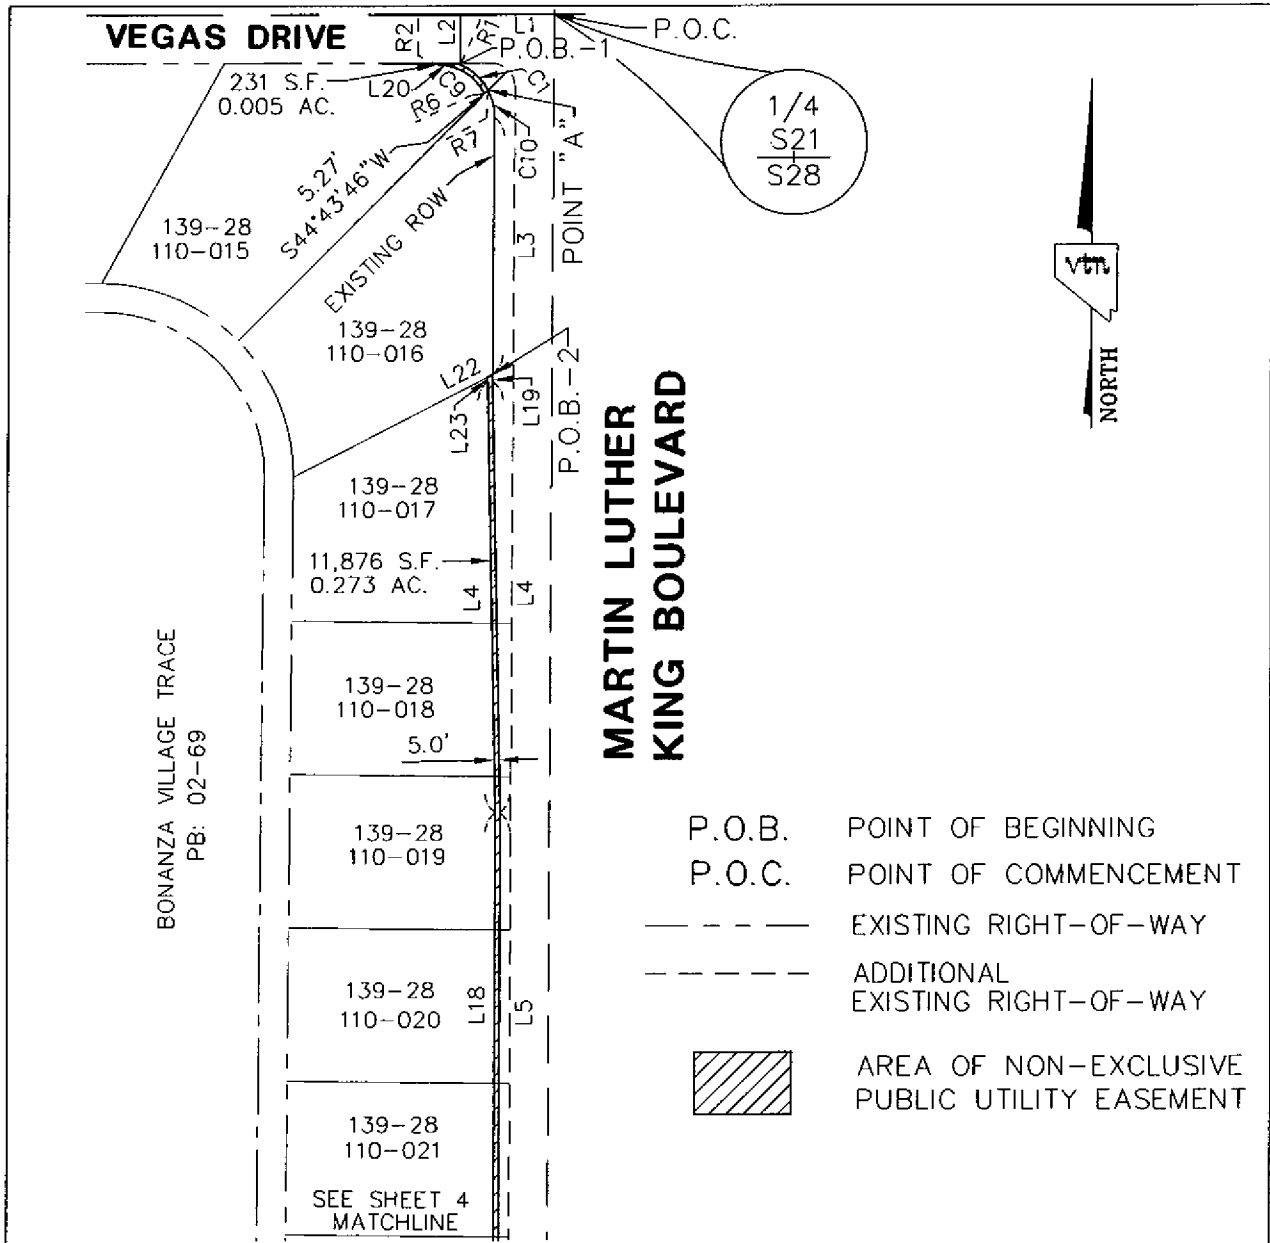 VEGAS DRIVE
R2
L2
R1
L1
P.O.C.
P.O.B.-1
231 S.F.
0.005 AC.
L20
C9
C1
R6
R7
1/4
S21
S28
5.27'
S44°43'46"W
C10
POINT "A"
139-28
110-015
EXISTING ROW
L3
vtn
NORTH
139-28
110-016
L22
L23
L19
P.O.B.-2
MARTIN LUTHER
KING BOULEVARD
139-28
110-017
11,876 S.F.
0.273 AC.
L4
L4
BONANZA VILLAGE TRACE
PB: 02-69
139-28
110-018
5.0'
139-28
110-019
139-28
110-020
L18
L5
139-28
110-021
SEE SHEET 4
MATCHLINE
P.O.B. POINT OF BEGINNING
P.O.C. POINT OF COMMENCEMENT
EXISTING RIGHT-OF-WAY
ADDITIONAL
EXISTING RIGHT-OF-WAY
AREA OF NON-EXCLUSIVE
PUBLIC UTILITY EASEMENT